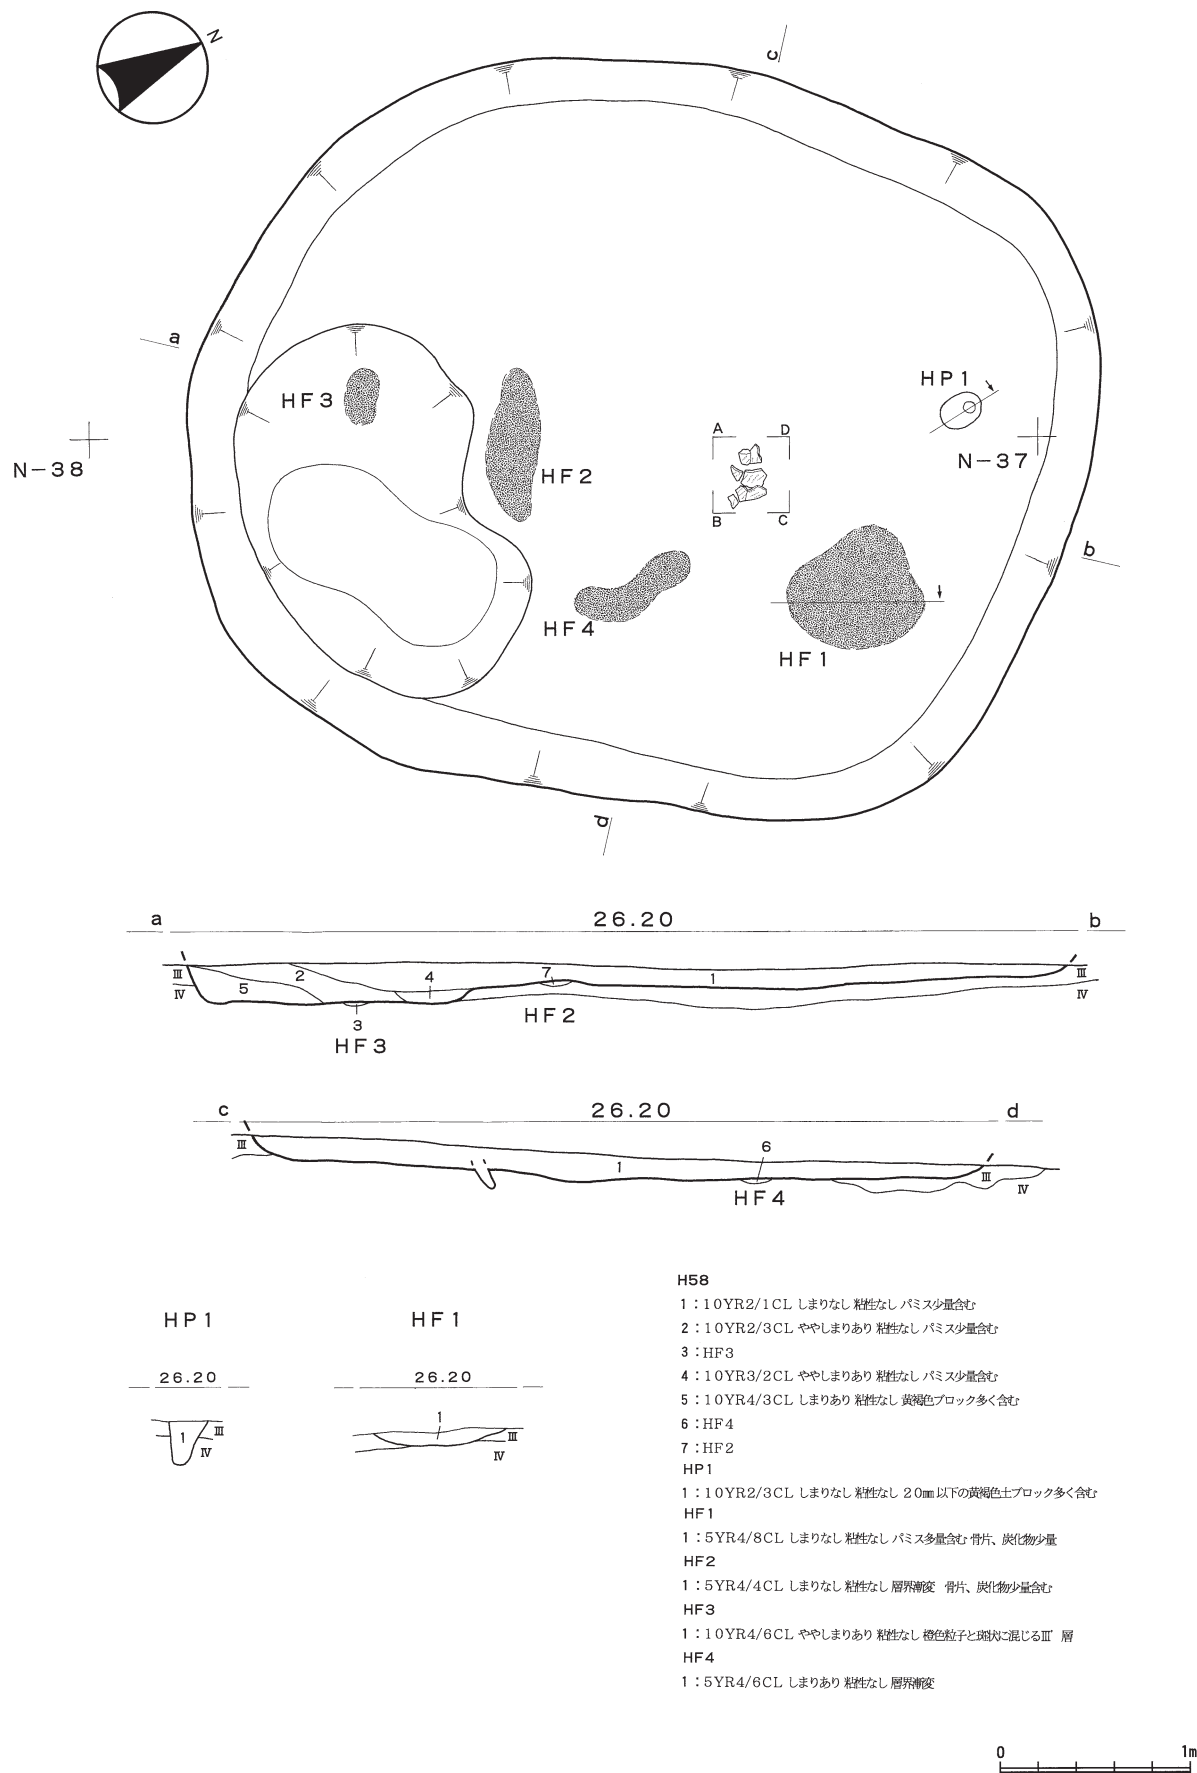 N
c
a
HP1
HF3
A D
N-38
HF2
N-37
B C
b
HF4
HF1
d
a 26.20 b
Ⅲ 2 4 7 1 Ⅲ
Ⅳ 5 Ⅳ
HF2
3
HF3
c 26.20 d
Ⅲ 1 6 Ⅲ
HF4 Ⅳ
HP1 HF1
26.20 26.20
1 Ⅲ Ⅳ
1 Ⅲ Ⅳ
H58
1:10YR2/1CL しまりなし 粘性なし パミス少量含む
2:10YR2/3CL ややしまりあり 粘性なし パミス少量含む
3:HF3
4:10YR3/2CL ややしまりあり 粘性なし パミス少量含む
5:10YR4/3CL しまりあり 粘性なし 黄褐色ブロック多く含む
6:HF4
7:HF2
HP1
1:10YR2/3CL しまりなし 粘性なし 20㎜以下の黄褐色土ブロック多く含む
HF1
1:5YR4/8CL しまりなし 粘性なし パミス多量含む 骨片、炭化物少量
HF2
1:5YR4/4CL しまりなし 粘性なし 層界漸変 骨片、炭化物少量含む
HF3
1:10YR4/6CL ややしまりあり 粘性なし 橙色粒子と斑状に混じるⅢ' 層
HF4
1:5YR4/6CL しまりあり 粘性なし 層界漸変
0 1m